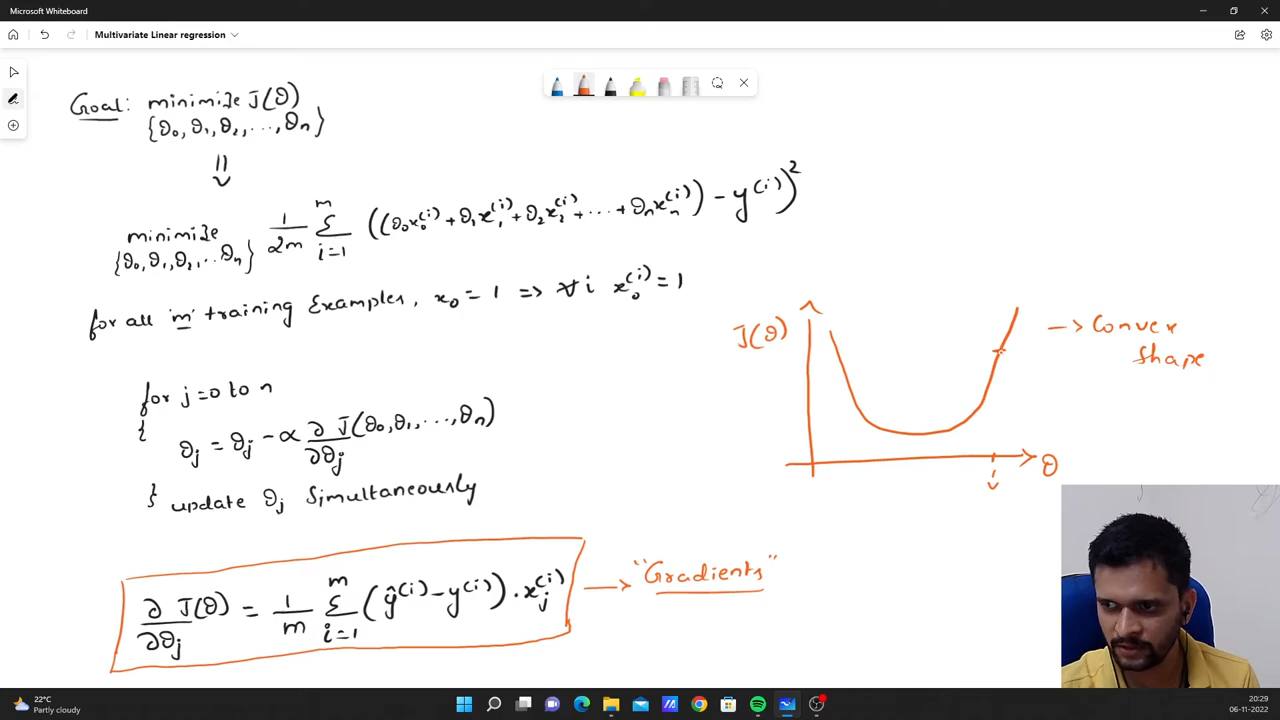 Microsoft Whiteboard
Multivariate Linear regression
Goal: minimize J(θ)
{θ₀, θ₁, θ₂, ..., θₙ}
minimize
{θ₀, θ₁, θ₂, ... θₙ} 1/2m Σ_{i=1}^{m} ((θ₀x₀⁽ⁱ⁾ + θ₁x₁⁽ⁱ⁾ + θ₂x₂⁽ⁱ⁾ + ... + θₙxₙ⁽ⁱ⁾) - y⁽ⁱ⁾)²
for all 'm' training Examples, x₀ = 1 => ∀i x₀⁽ⁱ⁾ = 1
J(θ)
θ
-> Convex
shape
for j=0 to n
{
θⱼ = θⱼ - α ∂/∂θⱼ J(θ₀, θ₁, ..., θₙ)
} update θⱼ simultaneously
∂/∂θⱼ J(θ) = 1/m Σ_{i=1}^{m} (ŷ⁽ⁱ⁾ - y⁽ⁱ⁾) . xⱼ⁽ⁱ⁾
"Gradients"
22°C
Partly cloudy
20:29
06-11-2022